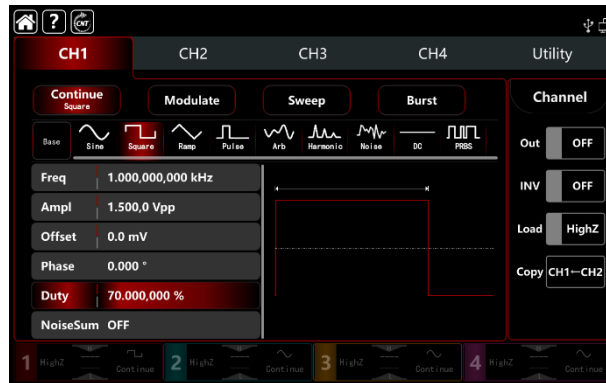 ? CNT
CH1 CH2 CH3 CH4 Utility
Continue Modulate Sweep Burst Channel
Square
Base Sine Square Ramp Pulse Arb Harmonic Noise DC PRBS
Out OFF
Freq 1.000,000,000 kHz
INV OFF
Ampl 1.500,0 Vpp
Offset 0.0 mV
Load HighZ
Phase 0.000 °
Copy CH1←CH2
Duty 70.000,000 %
NoiseSum OFF
1 HighZ Continue 2 HighZ Continue 3 HighZ Continue 4 HighZ Continue